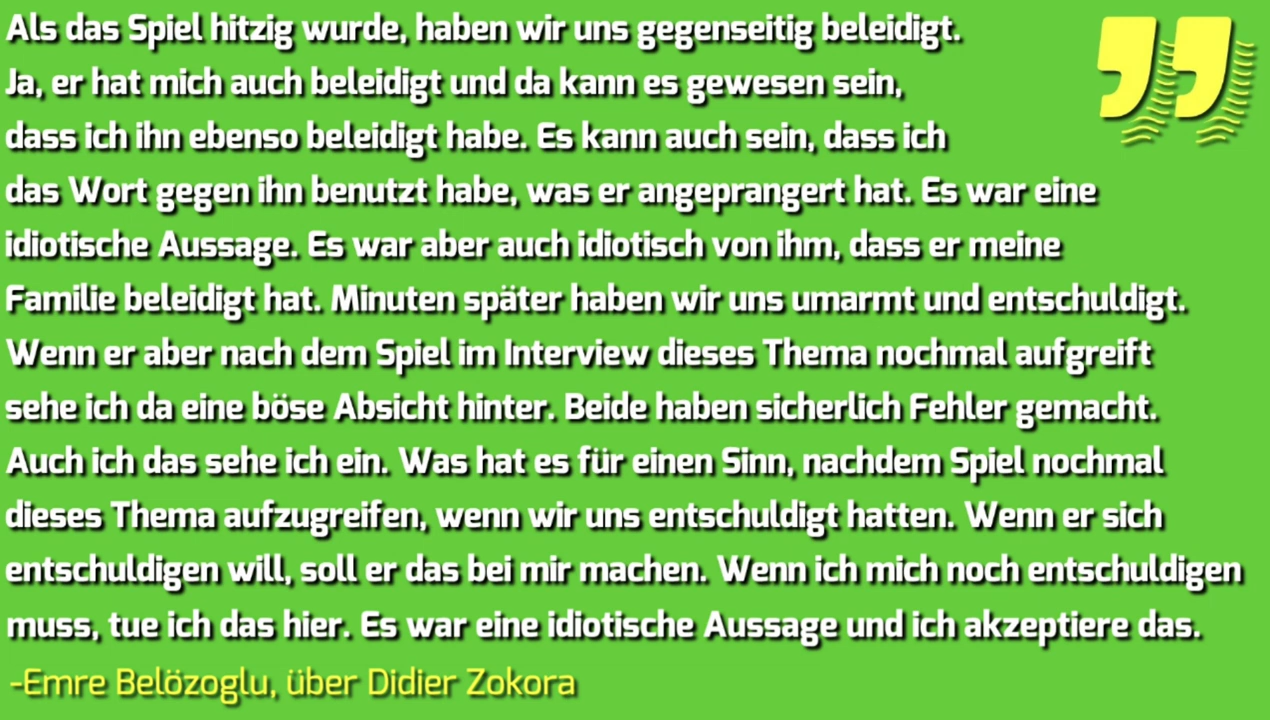 Als das Spiel hitzig wurde, haben wir uns gegenseitig beleidigt.
Ja, er hat mich auch beleidigt und da kann es gewesen sein,
dass ich ihn ebenso beleidigt habe. Es kann auch sein, dass ich
das Wort gegen ihn benutzt habe, was er angeprangert hat. Es war eine
idiotische Aussage. Es war aber auch idiotisch von ihm, dass er meine
Familie beleidigt hat. Minuten später haben wir uns umarmt und entschuldigt.
Wenn er aber nach dem Spiel im Interview dieses Thema nochmal aufgreift
sehe ich da eine böse Absicht hinter. Beide haben sicherlich Fehler gemacht.
Auch ich das sehe ich ein. Was hat es für einen Sinn, nachdem Spiel nochmal
dieses Thema aufzugreifen, wenn wir uns entschuldigt hatten. Wenn er sich
entschuldigen will, soll er das bei mir machen. Wenn ich mich noch entschuldigen
muss, tue ich das hier. Es war eine idiotische Aussage und ich akzeptiere das.
-Emre Belözoglu, über Didier Zokora